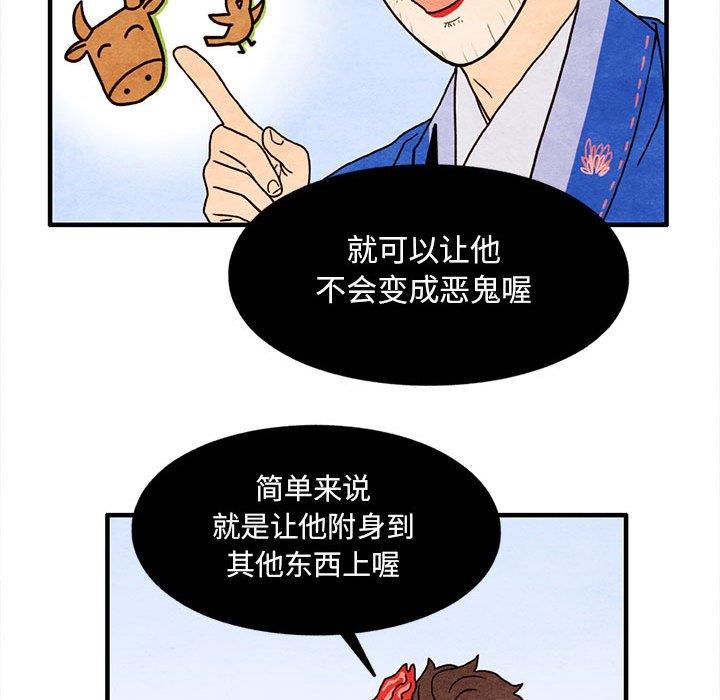 就可以让他
不会变成恶鬼喔
简单来说
就是让他附身到
其他东西上喔